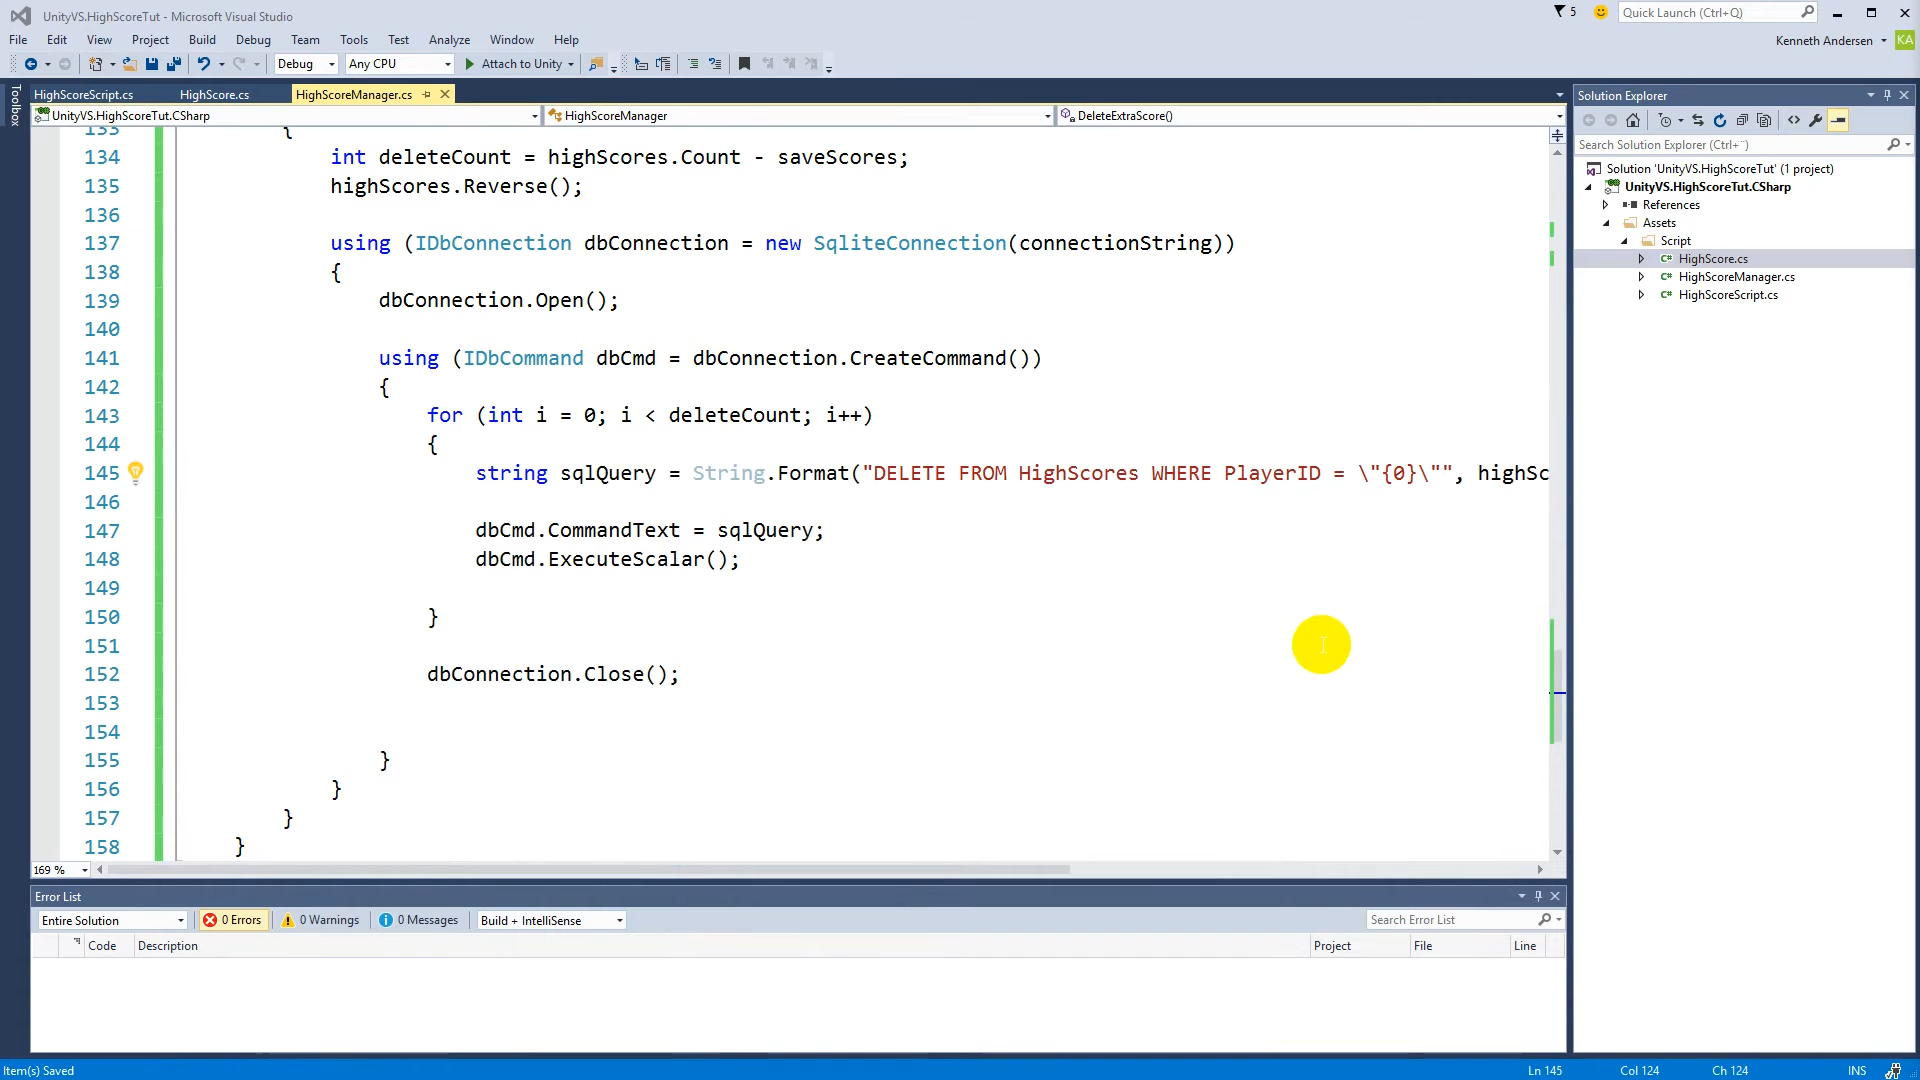 UnityVS.HighScoreTut - Microsoft Visual Studio
5
Quick Launch (Ctrl+Q)
File Edit View Project Build Debug Team Tools Test Analyze Window Help
Kenneth Andersen KA
Debug Any CPU Attach to Unity
Toolbox
HighScoreScript.cs HighScore.cs HighScoreManager.cs
UnityVS.HighScoreTut.CSharp HighScoreManager DeleteExtraScore()
133 {
134 int deleteCount = highScores.Count - saveScores;
135 highScores.Reverse();
136
137 using (IDbConnection dbConnection = new SqliteConnection(connectionString))
138 {
139 dbConnection.Open();
140
141 using (IDbCommand dbCmd = dbConnection.CreateCommand())
142 {
143 for (int i = 0; i < deleteCount; i++)
144 {
145 string sqlQuery = String.Format("DELETE FROM HighScores WHERE PlayerID = \"{0}\"", highSc
146
147 dbCmd.CommandText = sqlQuery;
148 dbCmd.ExecuteScalar();
149
150 }
151
152 dbConnection.Close();
153
154
155 }
156 }
157 }
158 }
169 %
Solution Explorer
Search Solution Explorer (Ctrl+¨)
Solution 'UnityVS.HighScoreTut' (1 project)
UnityVS.HighScoreTut.CSharp
References
Assets
Script
C# HighScore.cs
C# HighScoreManager.cs
C# HighScoreScript.cs
Error List
Entire Solution 0 Errors 0 Warnings 0 Messages Build + IntelliSense Search Error List
Code Description Project File Line
Item(s) Saved Ln 145 Col 124 Ch 124 INS